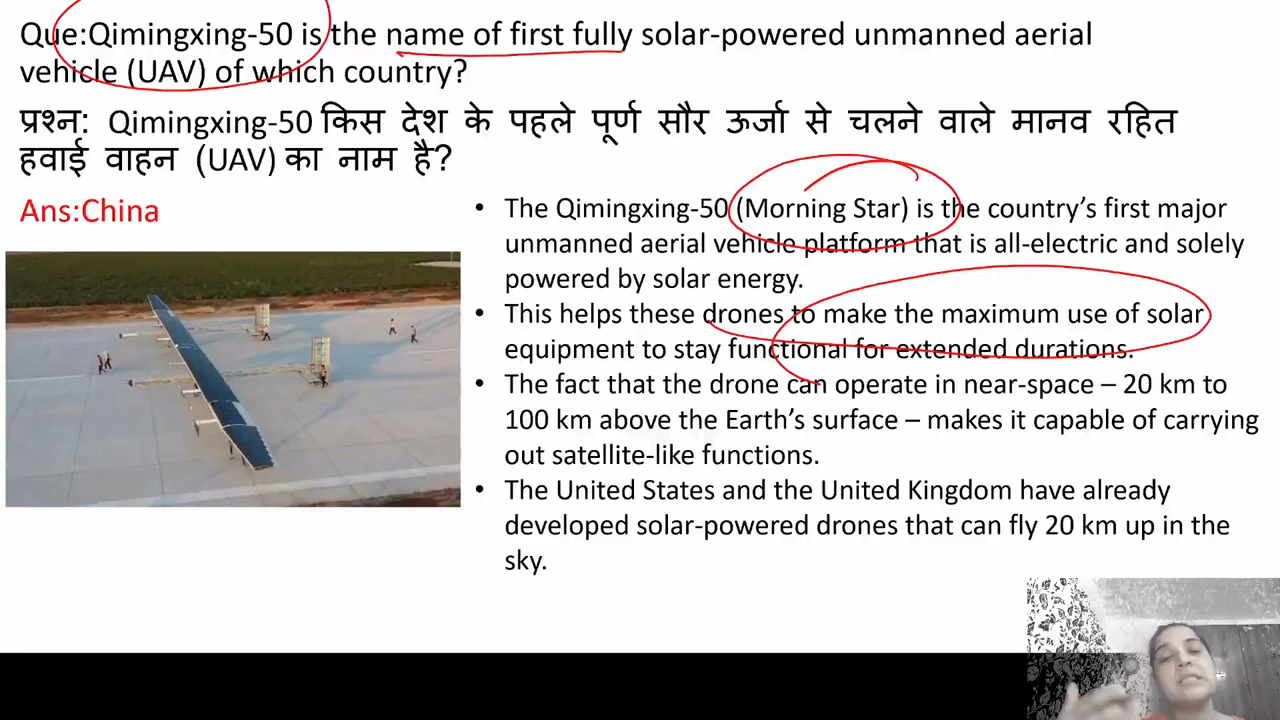 Que:Qimingxing-50 is the name of first fully solar-powered unmanned aerial
vehicle (UAV) of which country?
प्रश्न: Qimingxing-50 किस देश के पहले पूर्ण सौर ऊर्जा से चलने वाले मानव रहित
हवाई वाहन (UAV) का नाम है?
Ans:China
• The Qimingxing-50 (Morning Star) is the country’s first major
unmanned aerial vehicle platform that is all-electric and solely
powered by solar energy.
• This helps these drones to make the maximum use of solar
equipment to stay functional for extended durations.
• The fact that the drone can operate in near-space – 20 km to
100 km above the Earth’s surface – makes it capable of carrying
out satellite-like functions.
• The United States and the United Kingdom have already
developed solar-powered drones that can fly 20 km up in the
sky.